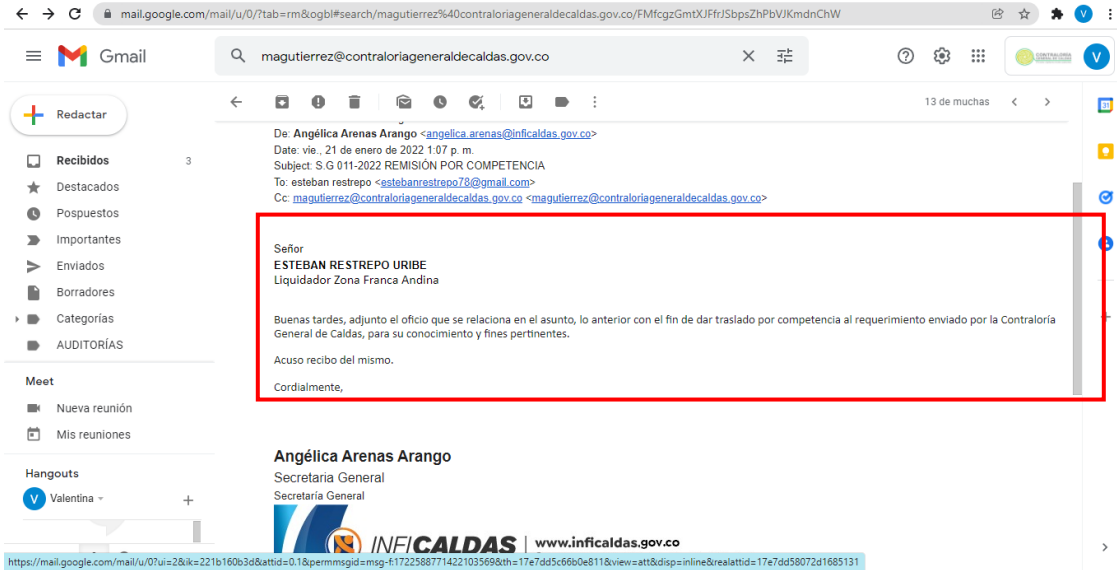 mail.google.com/mail/u/0/?tab=rm&ogbl#search/magutierrez%40contraloriageneraldecaldas.gov.co/FMfcgzGmtXJFfrJSbpsZhPbVJKmdnChW
V
Gmail
magutierrez@contraloriageneraldecaldas.gov.co
V
Redactar
13 de muchas
31
Recibidos 3
Destacados
Pospuestos
Importantes
Enviados
Borradores
Categorías
AUDITORÍAS
Meet
Nueva reunión
Mis reuniones
Hangouts
V Valentina
De: Angélica Arenas Arango <angelica.arenas@inficaldas.gov.co>
Date: vie., 21 de enero de 2022 1:07 p. m.
Subject: S.G 011-2022 REMISIÓN POR COMPETENCIA
To: esteban restrepo <estebanrestrepo78@gmail.com>
Cc: magutierrez@contraloriageneraldecaldas.gov.co <magutierrez@contraloriageneraldecaldas.gov.co>
Señor
ESTEBAN RESTREPO URIBE
Liquidador Zona Franca Andina
Buenas tardes, adjunto el oficio que se relaciona en el asunto, lo anterior con el fin de dar traslado por competencia al requerimiento enviado por la Contraloría
General de Caldas, para su conocimiento y fines pertinentes.
Acuso recibo del mismo.
Cordialmente,
Angélica Arenas Arango
Secretaria General
Secretaría General
INFICALDAS www.inficaldas.gov.co
https://mail.google.com/mail/u/0?ui=2&ik=221b160b3d&attid=0.1&permmsgid=msg-f:1722588771422103569&th=17e7dd5c66b0e811&view=att&disp=inline&realattid=17e7dd58072d1685131